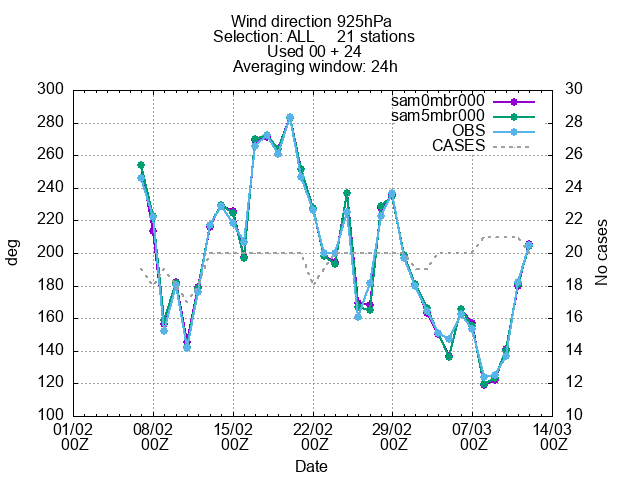 Wind direction 925hPa
Selection: ALL 21 stations
Used 00 + 24
Averaging window: 24h
300 30
sam0mbr000
280 28
sam5mbr000
OBS
260 26
CASES
240 24
220 22
200 20
180 18
160 16
140 14
120 12
100 10
deg
No cases
01/02 08/02 15/02 22/02 29/02 07/03 14/03
00Z 00Z 00Z 00Z 00Z 00Z 00Z
Date